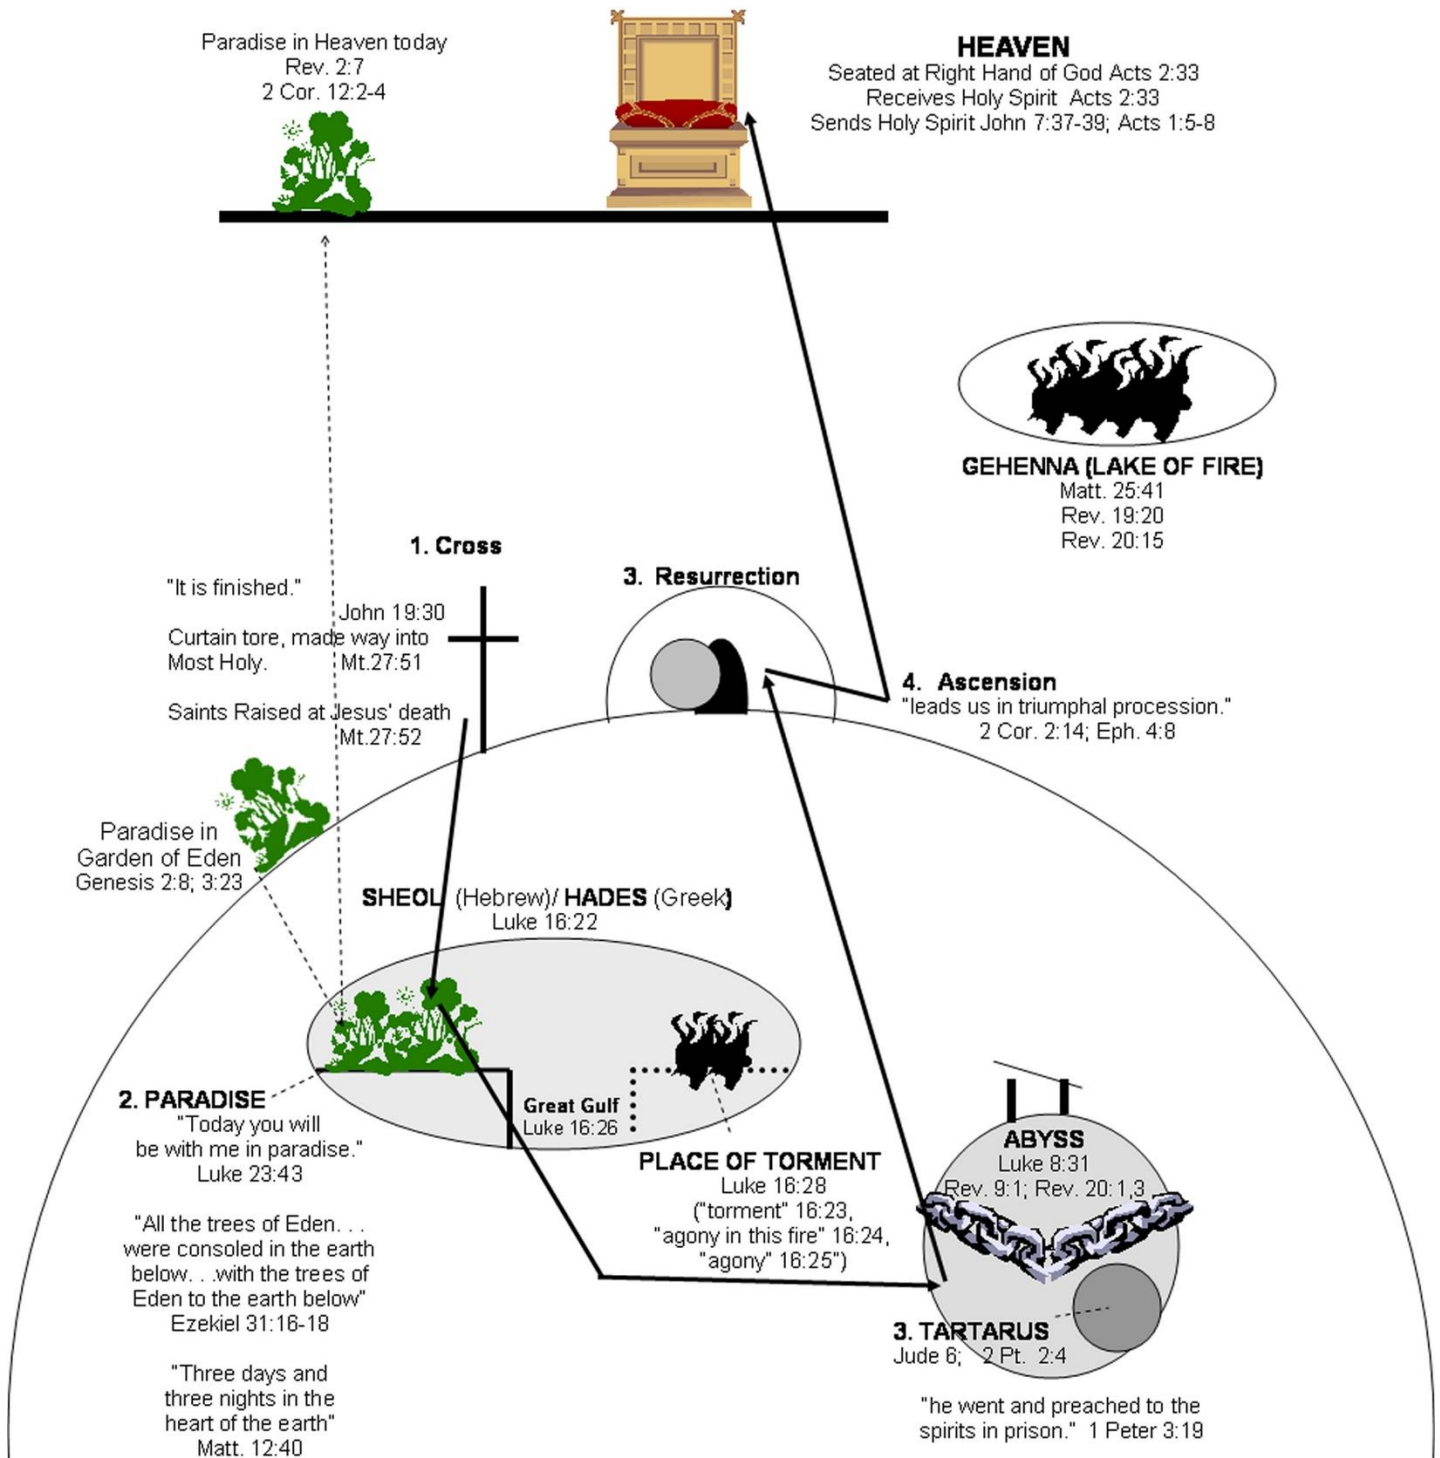 Paradise in Heaven today
Rev. 2:7
2 Cor. 12:2-4
HEAVEN
Seated at Right Hand of God Acts 2:33
Receives Holy Spirit Acts 2:33
Sends Holy Spirit John 7:37-39; Acts 1:5-8
GEHENNA (LAKE OF FIRE)
Matt. 25:41
Rev. 19:20
Rev. 20:15
1. Cross
"It is finished."
John 19:30
Curtain tore, made way into
Most Holy. Mt.27:51
Saints Raised at Jesus' death
Mt.27:52
3. Resurrection
4. Ascension
"leads us in triumphal procession."
2 Cor. 2:14; Eph. 4:8
Paradise in
Garden of Eden
Genesis 2:8; 3:23
SHEOL (Hebrew)/ HADES (Greek)
Luke 16:22
Great Gulf
Luke 16:26
2. PARADISE
"Today you will
be with me in paradise."
Luke 23:43
"All the trees of Eden. . .
were consoled in the earth
below. . .with the trees of
Eden to the earth below"
Ezekiel 31:16-18
"Three days and
three nights in the
heart of the earth"
Matt. 12:40
PLACE OF TORMENT
Luke 16:28
("torment" 16:23,
"agony in this fire" 16:24,
"agony" 16:25")
ABYSS
Luke 8:31
Rev. 9:1; Rev. 20:1,3
3. TARTARUS
Jude 6; 2 Pt. 2:4
"he went and preached to the
spirits in prison." 1 Peter 3:19